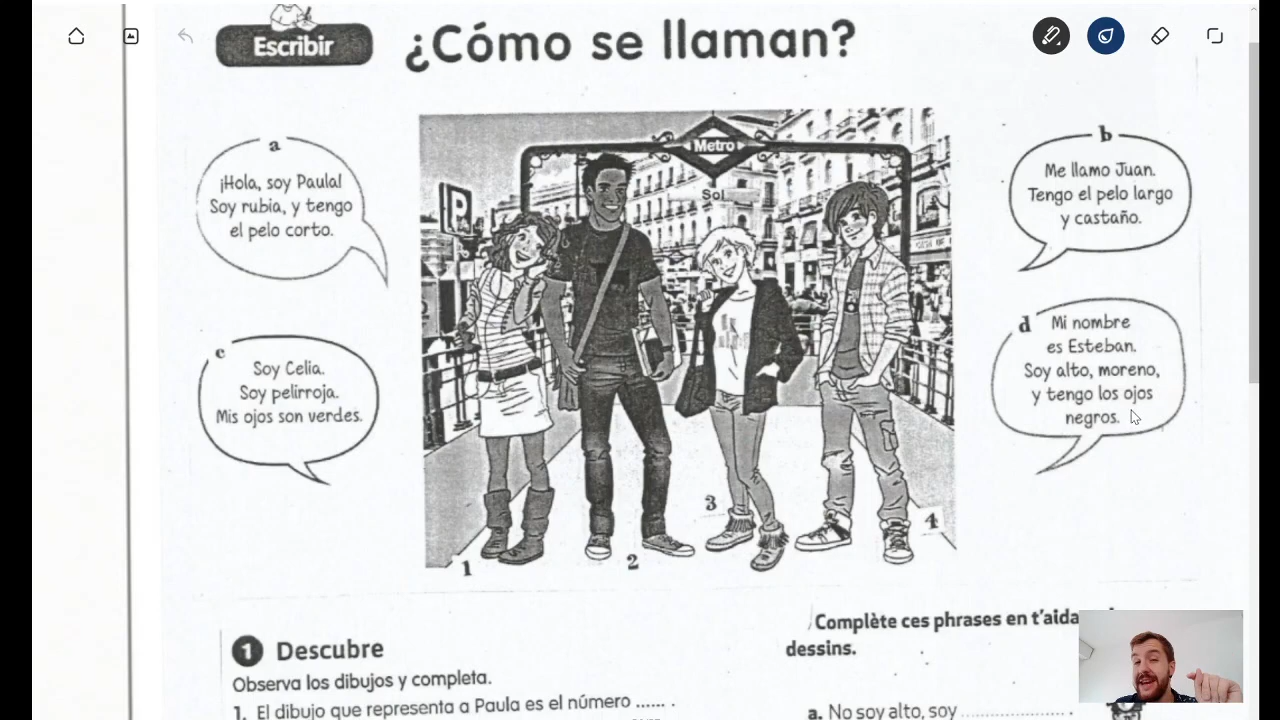 Escribir
¿Cómo se llaman?
a
¡Hola, soy Paula!
Soy rubia, y tengo
el pelo corto.
b
Me llamo Juan.
Tengo el pelo largo
y castaño.
c
Soy Celia.
Soy pelirroja.
Mis ojos son verdes.
d
Mi nombre
es Esteban.
Soy alto, moreno,
y tengo los ojos
negros.
Metro
Sol
P
1
2
3
4
1 Descubre
Observa los dibujos y completa.
1. El dibujo que representa a Paula es el número ...... .
Complète ces phrases en t'aida
dessins.
a. No soy alto, soy ...................... .